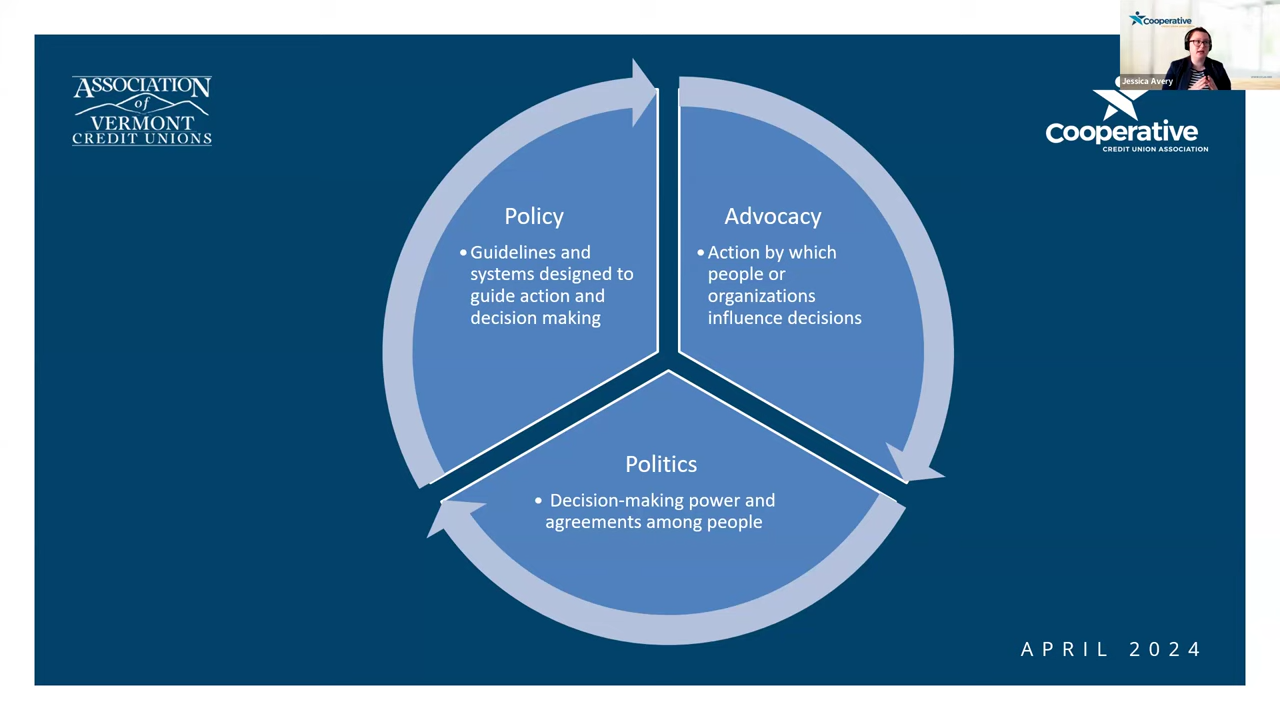 Cooperative
Jessica Avery
ASSOCIATION
of
VERMONT
CREDIT UNIONS
Cooperative
CREDIT UNION ASSOCIATION
Policy
• Guidelines and
systems designed to
guide action and
decision making
Advocacy
• Action by which
people or
organizations
influence decisions
Politics
• Decision-making power and
agreements among people
APRIL 2024